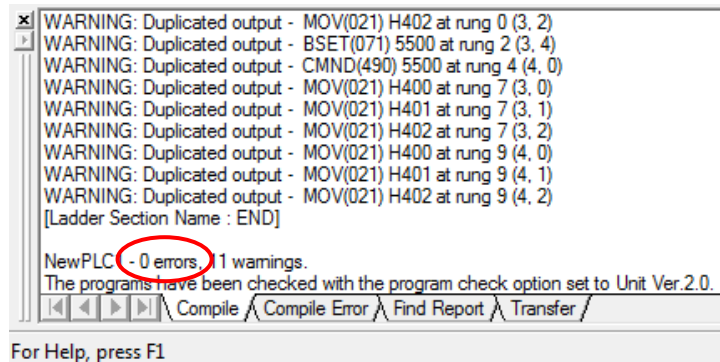 WARNING: Duplicated output - MOV(021) H402 at rung 0 (3, 2)
WARNING: Duplicated output - BSET(071) 5500 at rung 2 (3, 4)
WARNING: Duplicated output - CMND(490) 5500 at rung 4 (4, 0)
WARNING: Duplicated output - MOV(021) H400 at rung 7 (3, 0)
WARNING: Duplicated output - MOV(021) H401 at rung 7 (3, 1)
WARNING: Duplicated output - MOV(021) H402 at rung 7 (3, 2)
WARNING: Duplicated output - MOV(021) H400 at rung 9 (4, 0)
WARNING: Duplicated output - MOV(021) H401 at rung 9 (4, 1)
WARNING: Duplicated output - MOV(021) H402 at rung 9 (4, 2)
[Ladder Section Name : END]
NewPLC1 - 0 errors, 11 warnings.
The programs have been checked with the program check option set to Unit Ver.2.0.
Compile Compile Error Find Report Transfer
For Help, press F1